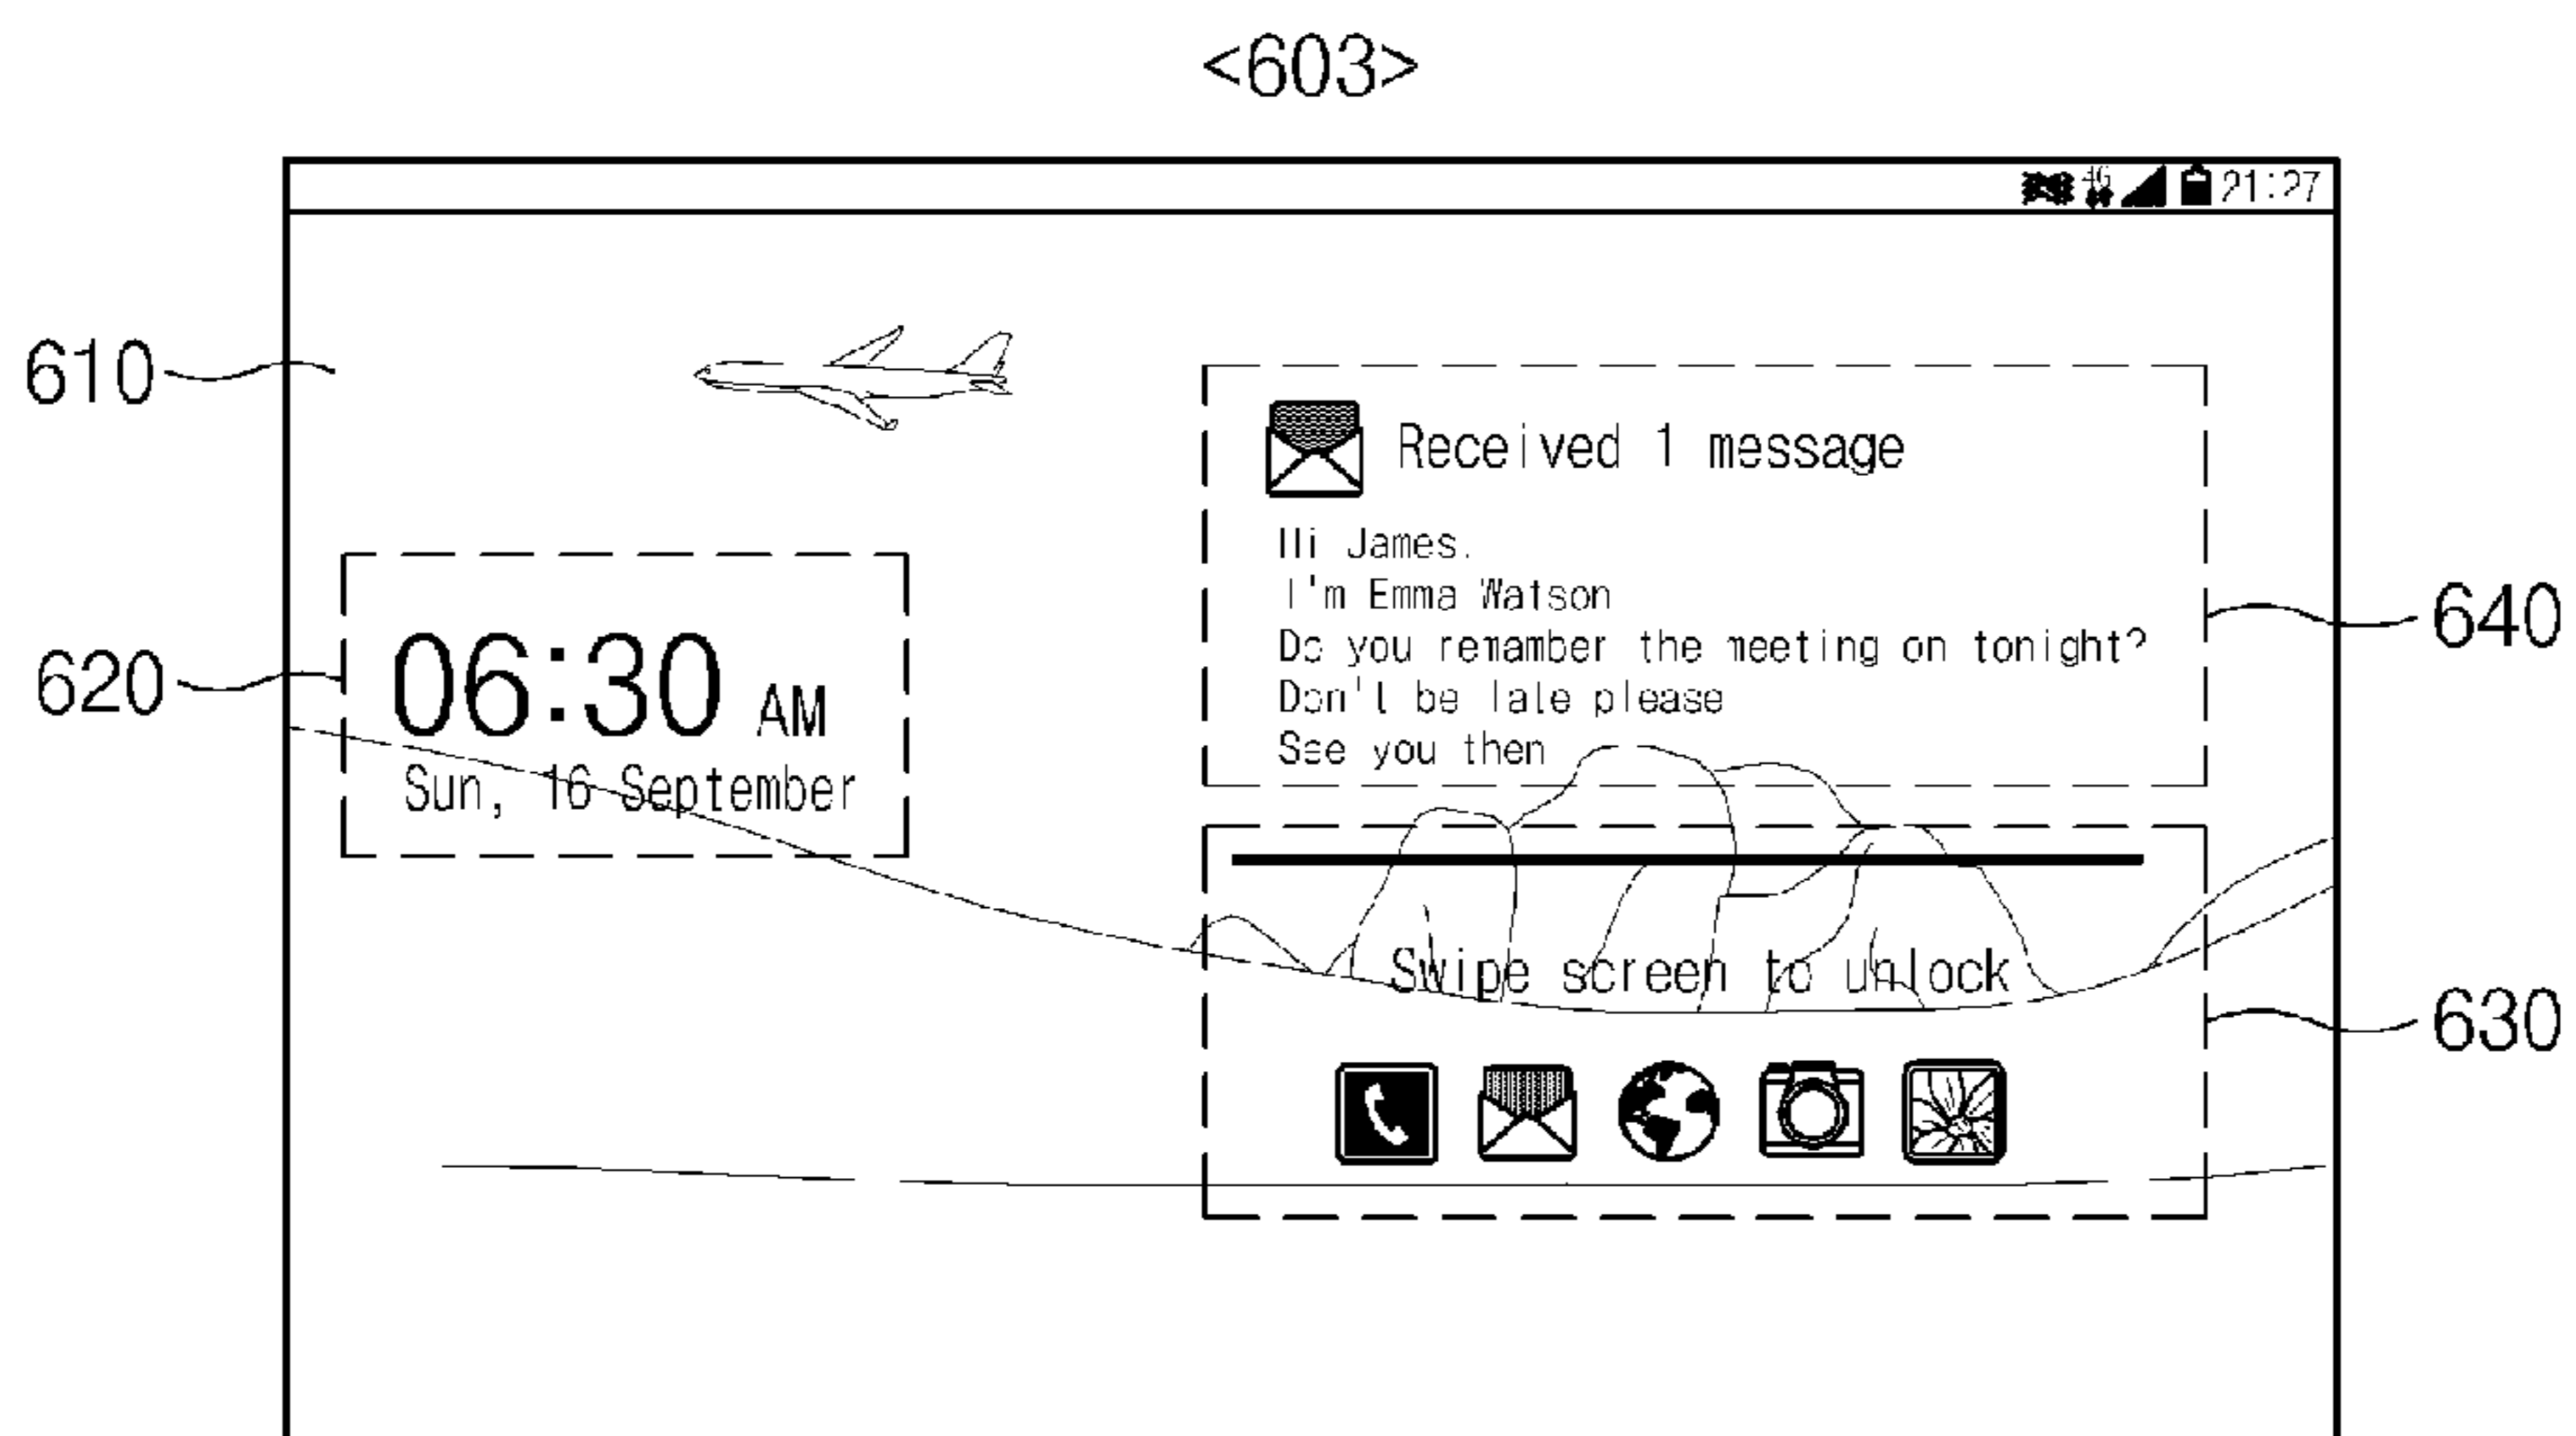 <603>
4G 21:27
610
620
06:30 AM
Sun, 16 September
Received 1 message
Hi James.
I'm Emma Watson
Do you remamber the meeting on tonight?
Don't be late please
See you then
640
Swipe screen to unlock
630